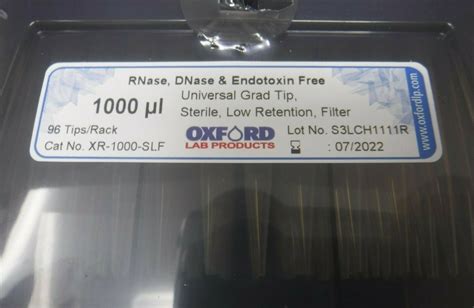 RNase, DNase & Endotoxin Free
1000 µl
Universal Grad Tip,
Sterile, Low Retention, Filter
96 Tips/Rack
Cat No. XR-1000-SLF
OXFORD
LAB PRODUCTS
Lot No. S3LCH1111R
: 07/2022
www.oxfordlp.com